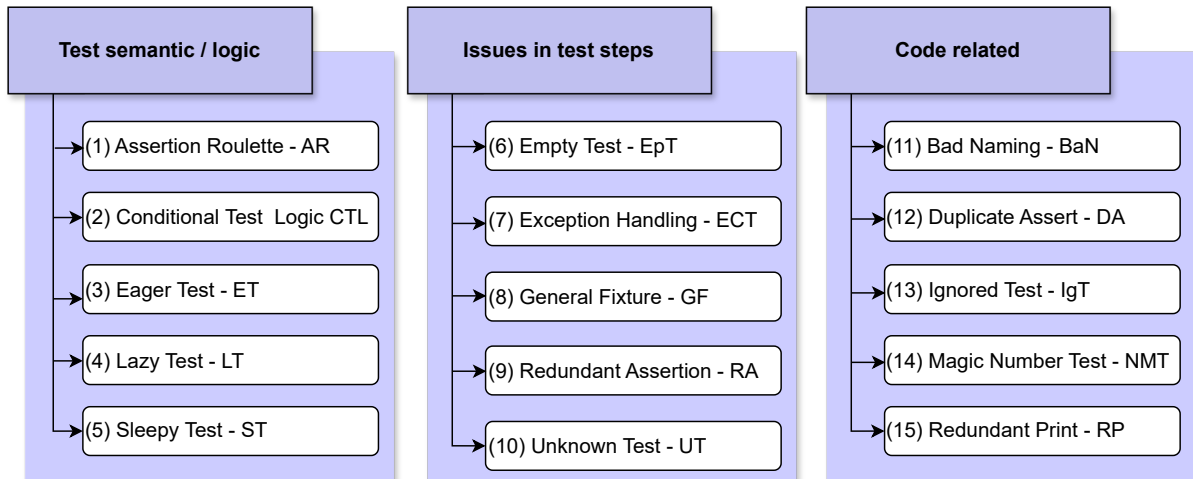 Test semantic / logic
(1) Assertion Roulette - AR
(2) Conditional Test  Logic CTL
(3) Eager Test - ET
(4) Lazy Test - LT
(5) Sleepy Test - ST
Issues in test steps
(6) Empty Test - EpT
(7) Exception Handling - ECT
(8) General Fixture - GF
(9) Redundant Assertion - RA
(10) Unknown Test - UT
Code related
(11) Bad Naming - BaN
(12) Duplicate Assert - DA
(13) Ignored Test - IgT
(14) Magic Number Test - NMT
(15) Redundant Print - RP